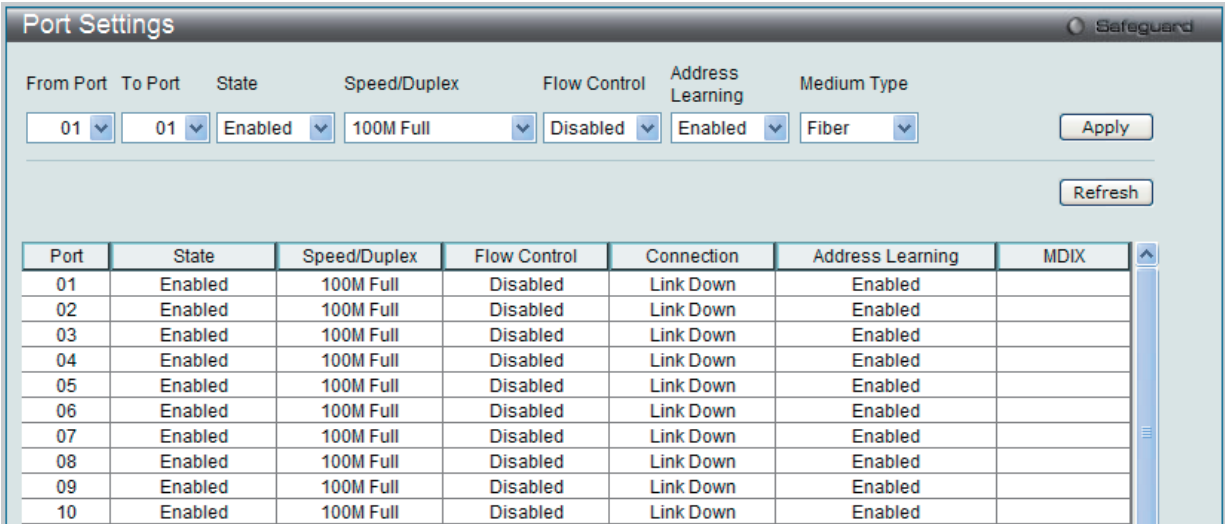 Port Settings
Safeguard
From Port To Port State Speed/Duplex Flow Control Address Learning Medium Type
01 01 Enabled 100M Full Disabled Enabled Fiber Apply
Refresh
Port State Speed/Duplex Flow Control Connection Address Learning MDIX
01 Enabled 100M Full Disabled Link Down Enabled
02 Enabled 100M Full Disabled Link Down Enabled
03 Enabled 100M Full Disabled Link Down Enabled
04 Enabled 100M Full Disabled Link Down Enabled
05 Enabled 100M Full Disabled Link Down Enabled
06 Enabled 100M Full Disabled Link Down Enabled
07 Enabled 100M Full Disabled Link Down Enabled
08 Enabled 100M Full Disabled Link Down Enabled
09 Enabled 100M Full Disabled Link Down Enabled
10 Enabled 100M Full Disabled Link Down Enabled